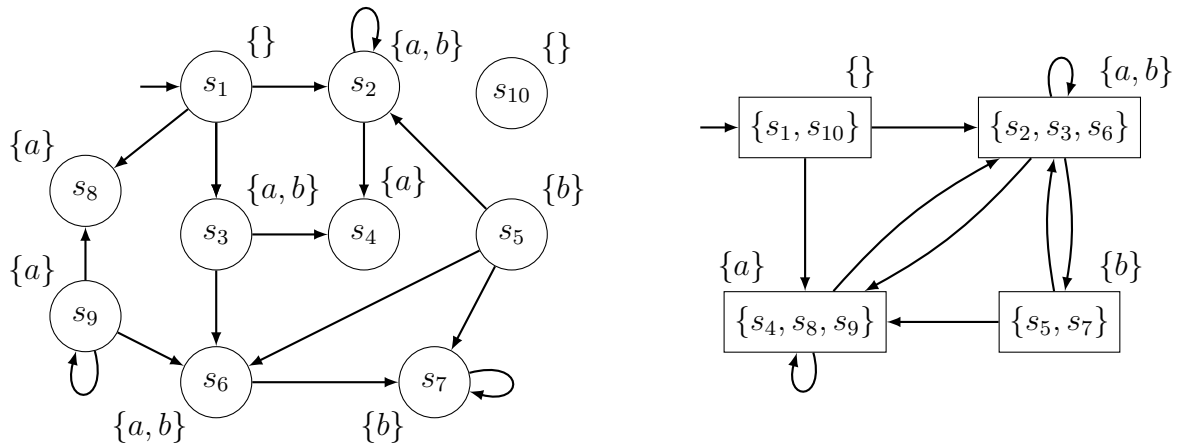 {}
s₁
{a, b}
s₂
{}
s₁₀
{a}
s₈
{a, b}
s₃
{a}
s₄
{b}
s₅
{a}
s₉
s₆
{a, b}
s₇
{b}
{}
{s₁, s₁₀}
{a, b}
{s₂, s₃, s₆}
{a}
{s₄, s₈, s₉}
{b}
{s₅, s₇}